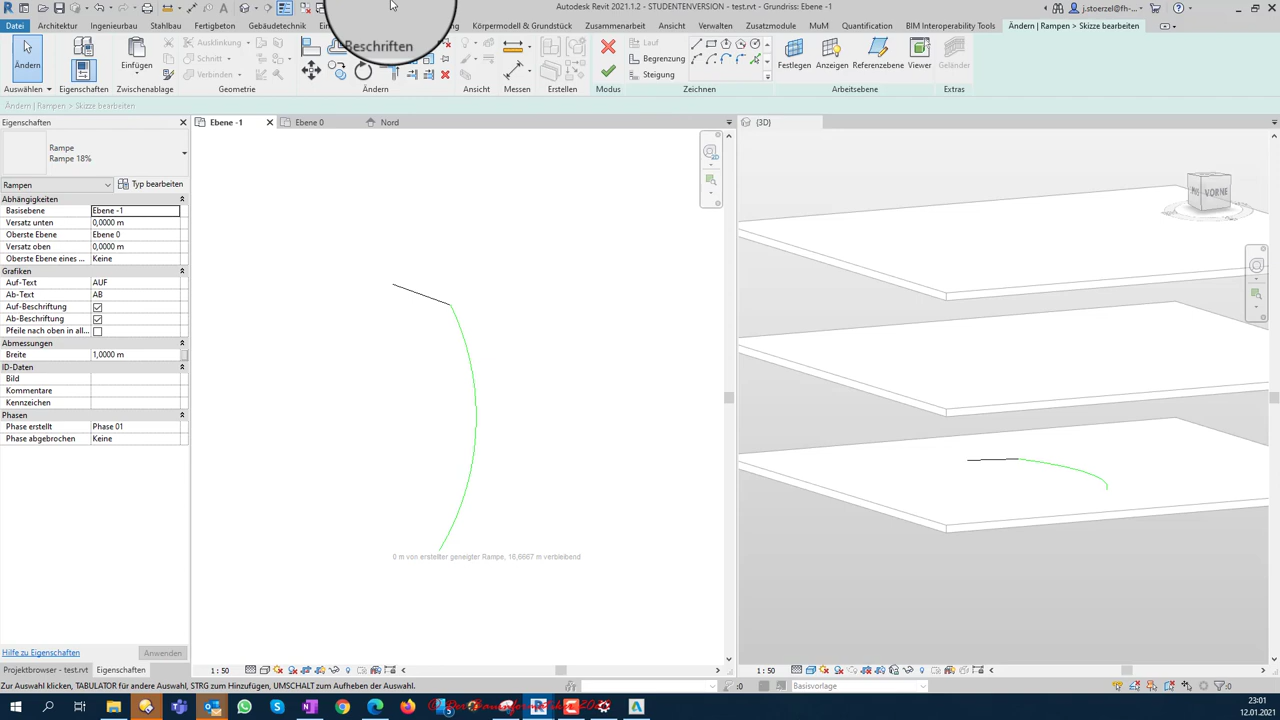 Autodesk Revit 2021.1.2 - STUDENTENVERSION - test.rvt - Grundriss: Ebene -1
j.stoerzel@fh-...
Datei Architektur Ingenieurbau Stahlbau Fertigteile Gebäudetechnik Körpermodell & Grundstück Zusammenarbeit Ansicht Verwalten Zusatzmodule MuM Quantification BIM Interoperability Tools Ändern | Rampen > Skizze bearbeiten
Beschriften
Ausklinkung
Schnitt
Verbinden
Lauf
Begrenzung
Steigung
Ändern Einfügen Festlegen Anzeigen Referenzebene Viewer Geländer
Auswählen Eigenschaften Zwischenablage Geometrie Ändern Ansicht Messen Erstellen Modus Zeichnen Arbeitsebene Extras
Ändern | Rampen > Skizze bearbeiten
Eigenschaften
Ebene -1 Ebene 0 Nord {3D}
Rampe
Rampe 18%
Rampen Typ bearbeiten
Abhängigkeiten
Basisebene Ebene -1
Versatz unten 0,0000 m
Oberste Ebene Ebene 0
Versatz oben 0,0000 m
Oberste Ebene eines ... Keine
Grafiken
Auf-Text AUF
Ab-Text AB
Auf-Beschriftung
Ab-Beschriftung
Pfeile nach oben in all...
Abmessungen
Breite 1,0000 m
ID-Daten
Bild
Kommentare
Kennzeichen
Phasen
Phase erstellt Phase 01
Phase abgebrochen Keine
VORNE
0 m von erstellter geneigter Rampe, 16,6667 m verbleibend
Hilfe zu Eigenschaften Anwenden
Projektbrowser - test.rvt Eigenschaften
1 : 50
1 : 50
Zur Auswahl klicken, TABULATOR für andere Auswahl, STRG zum Hinzufügen, UMSCHALT zum Aufheben der Auswahl.
:0
Basisvorlage
:0
23:01
12.01.2021